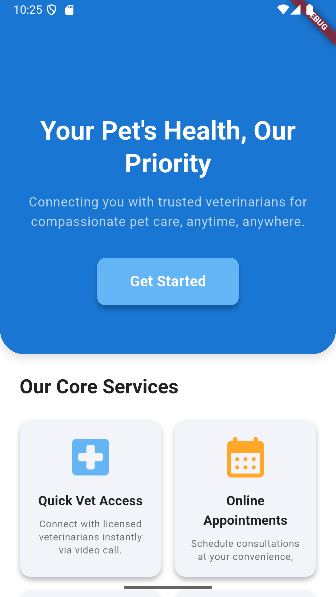 10:25
DEBUG
Your Pet's Health, Our
Priority
Connecting you with trusted veterinarians for
compassionate pet care, anytime, anywhere.
Get Started
Our Core Services
Quick Vet Access
Connect with licensed
veterinarians instantly
via video call.
Online
Appointments
Schedule consultations
at your convenience,